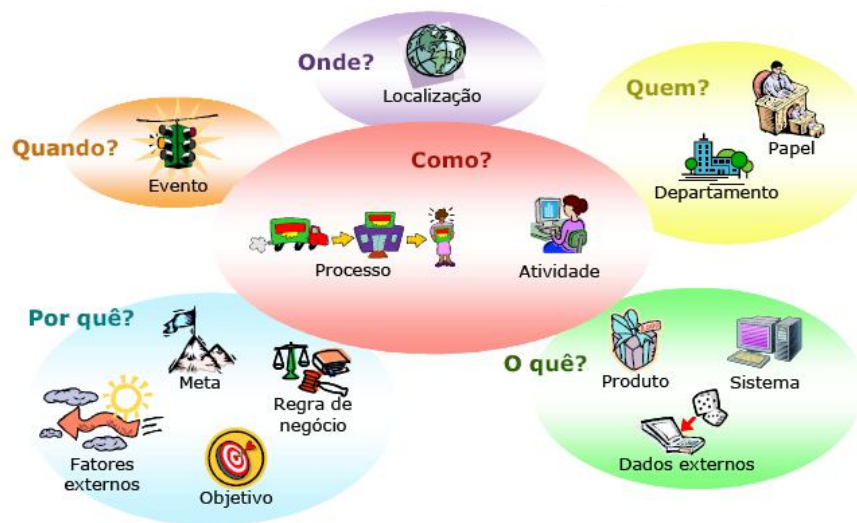 Onde?
Localização
Quem?
Papel
Departamento
Quando?
Evento
Como?
Processo
Atividade
Por quê?
Meta
Regra de
negócio
Fatores
externos
Objetivo
O quê?
Produto
Sistema
Dados externos